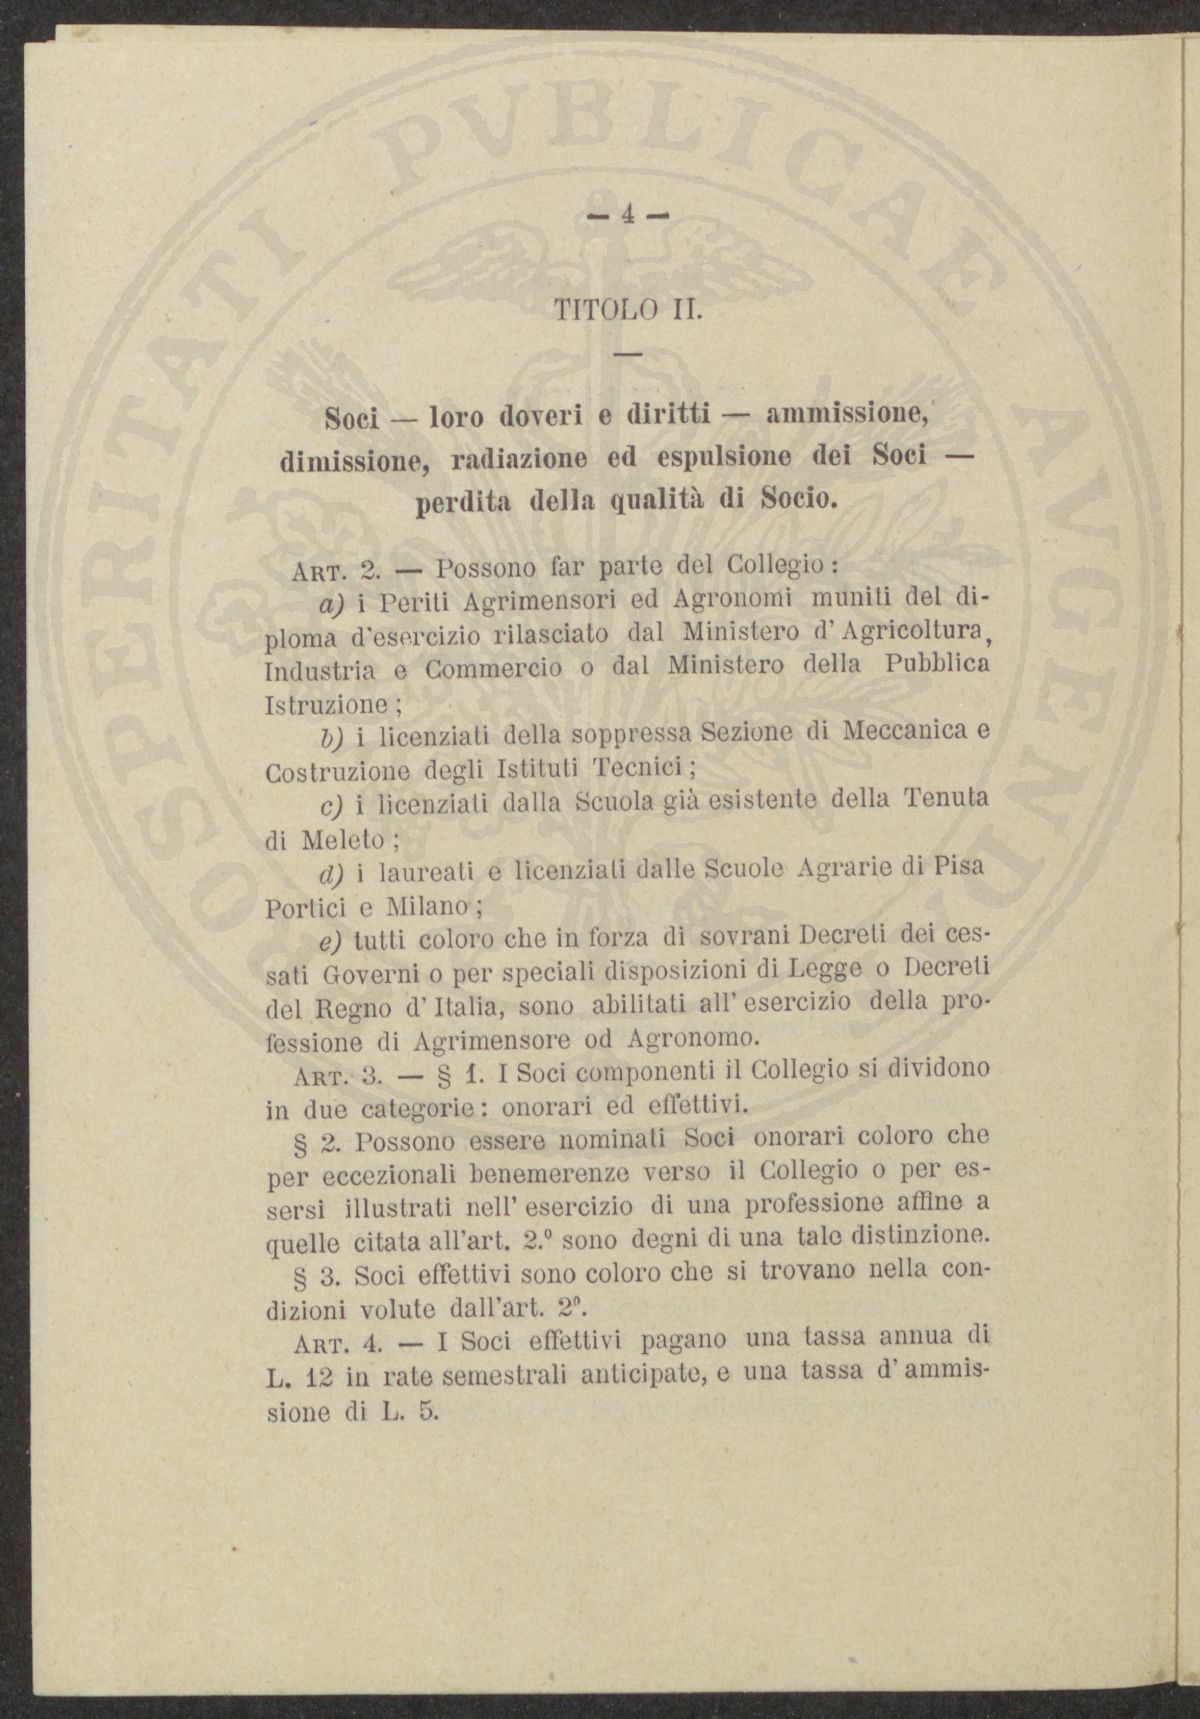 — 4 —
TITOLO II.
Soci — loro doveri e diritti — ammissione,
dimissione, radiazione ed espulsione dei Soci —
perdita della qualità di Socio.
ART. 2. — Possono far parte del Collegio :
a) i Periti Agrimensori ed Agronomi muniti del di-
ploma d'esercizio rilasciato dal Ministero d' Agricoltura,
Industria e Commercio o dal Ministero della Pubblica
Istruzione ;
b) i licenziati della soppressa Sezione di Meccanica e
Costruzione degli Istituti Tecnici ;
c) i licenziati dalla Scuola già esistente della Tenuta
di Meleto ;
d) i laureati e licenziati dalle Scuole Agrarie di Pisa
Portici e Milano ;
e) tutti coloro che in forza di sovrani Decreti dei ces-
sati Governi o per speciali disposizioni di Legge o Decreti
del Regno d' Italia, sono abilitati all' esercizio della pro-
fessione di Agrimensore od Agronomo.
ART. 3. — § 1. I Soci componenti il Collegio si dividono
in due categorie : onorari ed effettivi.
§ 2. Possono essere nominati Soci onorari coloro che
per eccezionali benemerenze verso il Collegio o per es-
sersi illustrati nell' esercizio di una professione affine a
quelle citata all'art. 2.º sono degni di una tale distinzione.
§ 3. Soci effettivi sono coloro che si trovano nella con-
dizioni volute dall'art. 2º.
ART. 4. — I Soci effettivi pagano una tassa annua di
L. 12 in rate semestrali anticipate, e una tassa d' ammis-
sione di L. 5.
PROSPERITATI PVBLICAE AVGENDAE